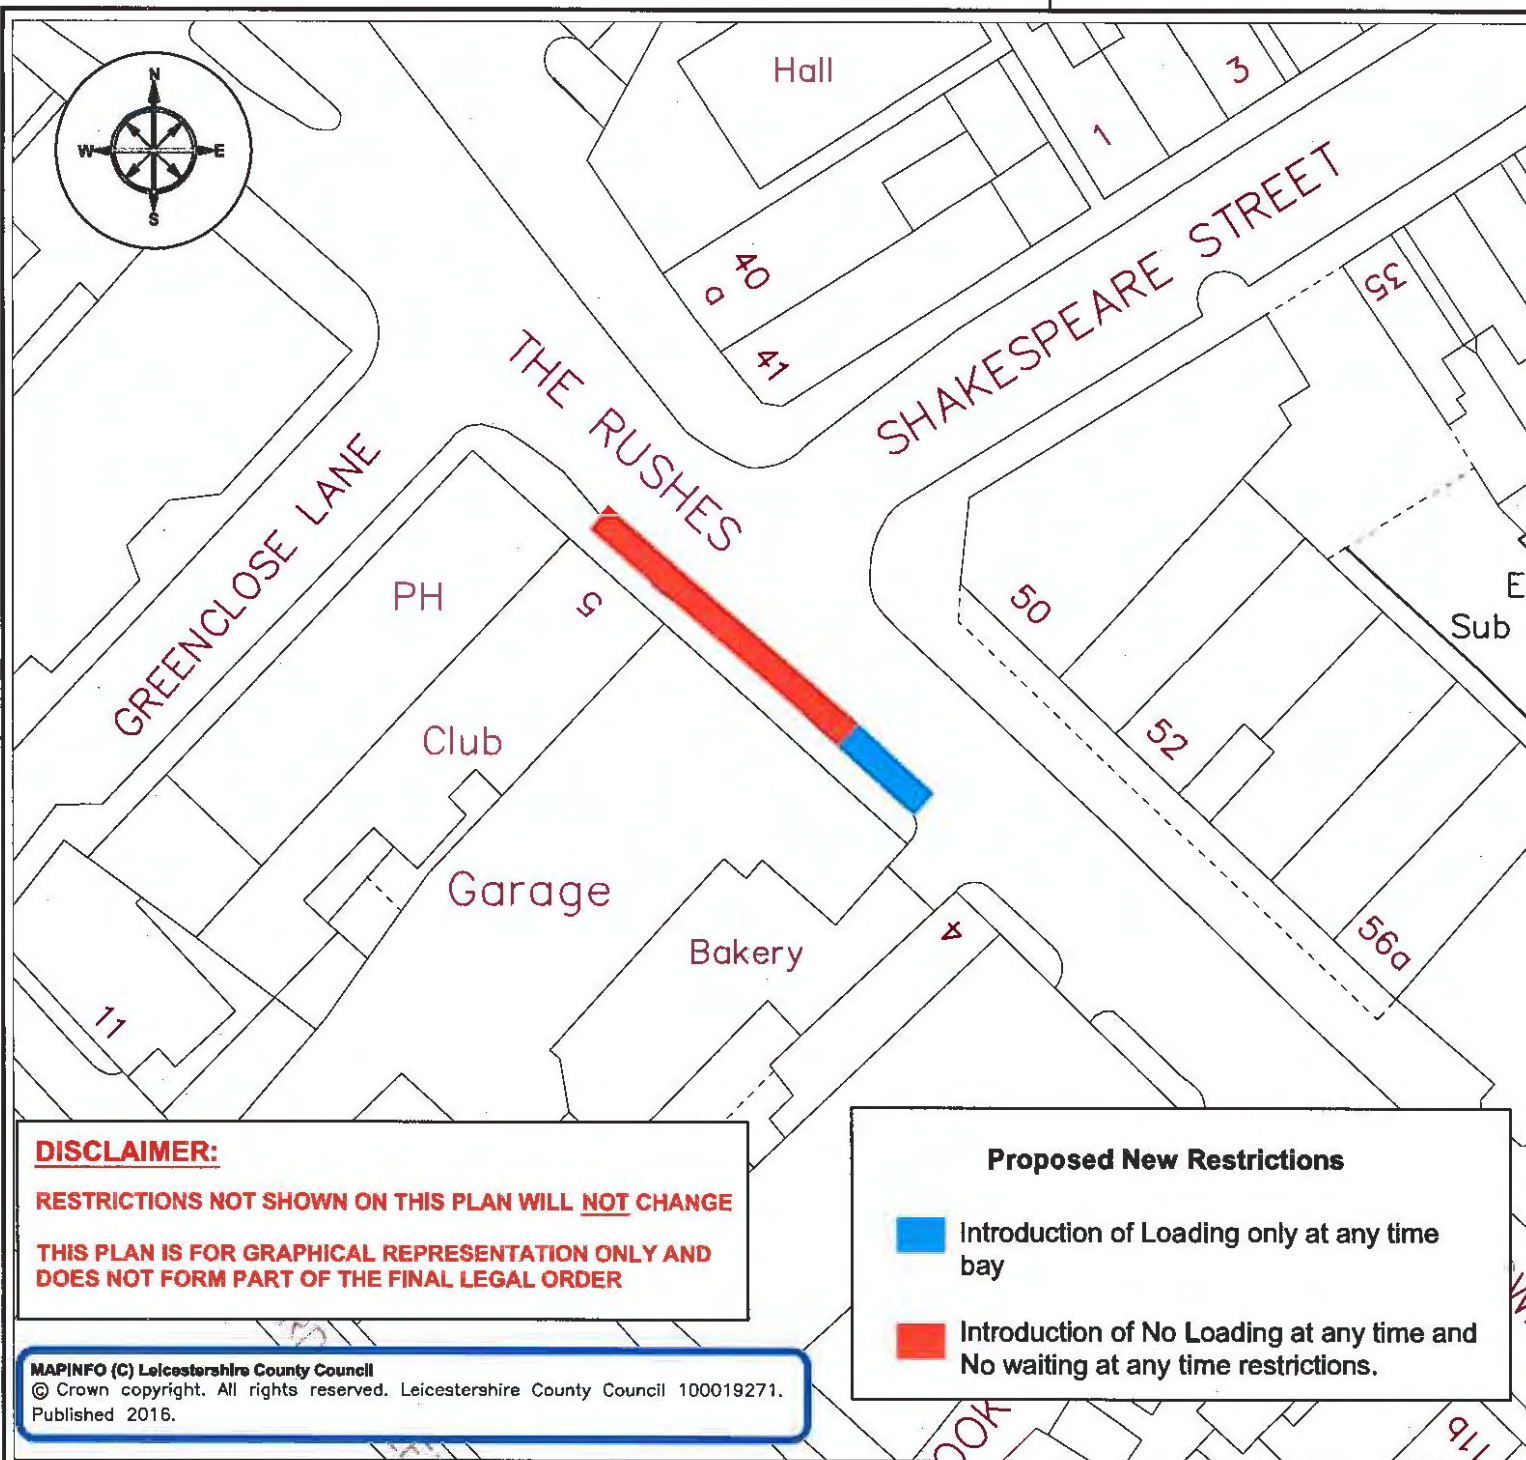 N
W
E
S
Hall
3
1
SHAKESPEARE STREET
40
a
41
35
THE RUSHES
GREENCLOSE LANE
PH
5
50
E
Sub
Club
52
Garage
Bakery
4
56a
11
DISCLAIMER:
RESTRICTIONS NOT SHOWN ON THIS PLAN WILL NOT CHANGE
THIS PLAN IS FOR GRAPHICAL REPRESENTATION ONLY AND
DOES NOT FORM PART OF THE FINAL LEGAL ORDER
Proposed New Restrictions
Introduction of Loading only at any time
bay
Introduction of No Loading at any time and
No waiting at any time restrictions.
MAPINFO (C) Leicestershire County Council
© Crown copyright. All rights reserved. Leicestershire County Council 100019271.
Published 2016.
OOK
11b